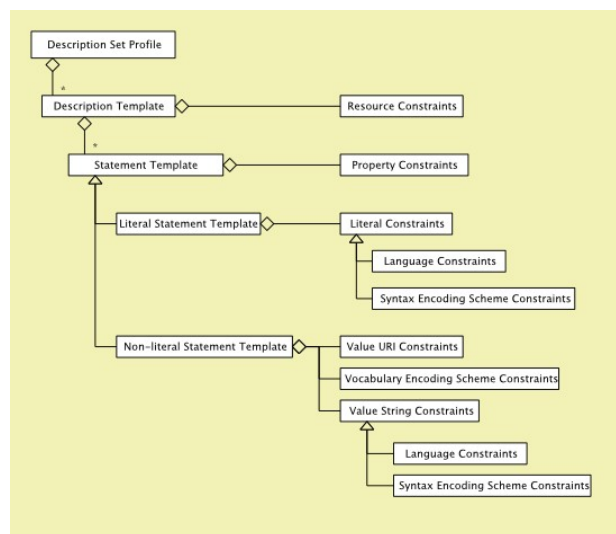 Description Set Profile
*
Description Template
Resource Constraints
*
Statement Template
Property Constraints
Literal Statement Template
Literal Constraints
Language Constraints
Syntax Encoding Scheme Constraints
Non-literal Statement Template
Value URI Constraints
Vocabulary Encoding Scheme Constraints
Value String Constraints
Language Constraints
Syntax Encoding Scheme Constraints